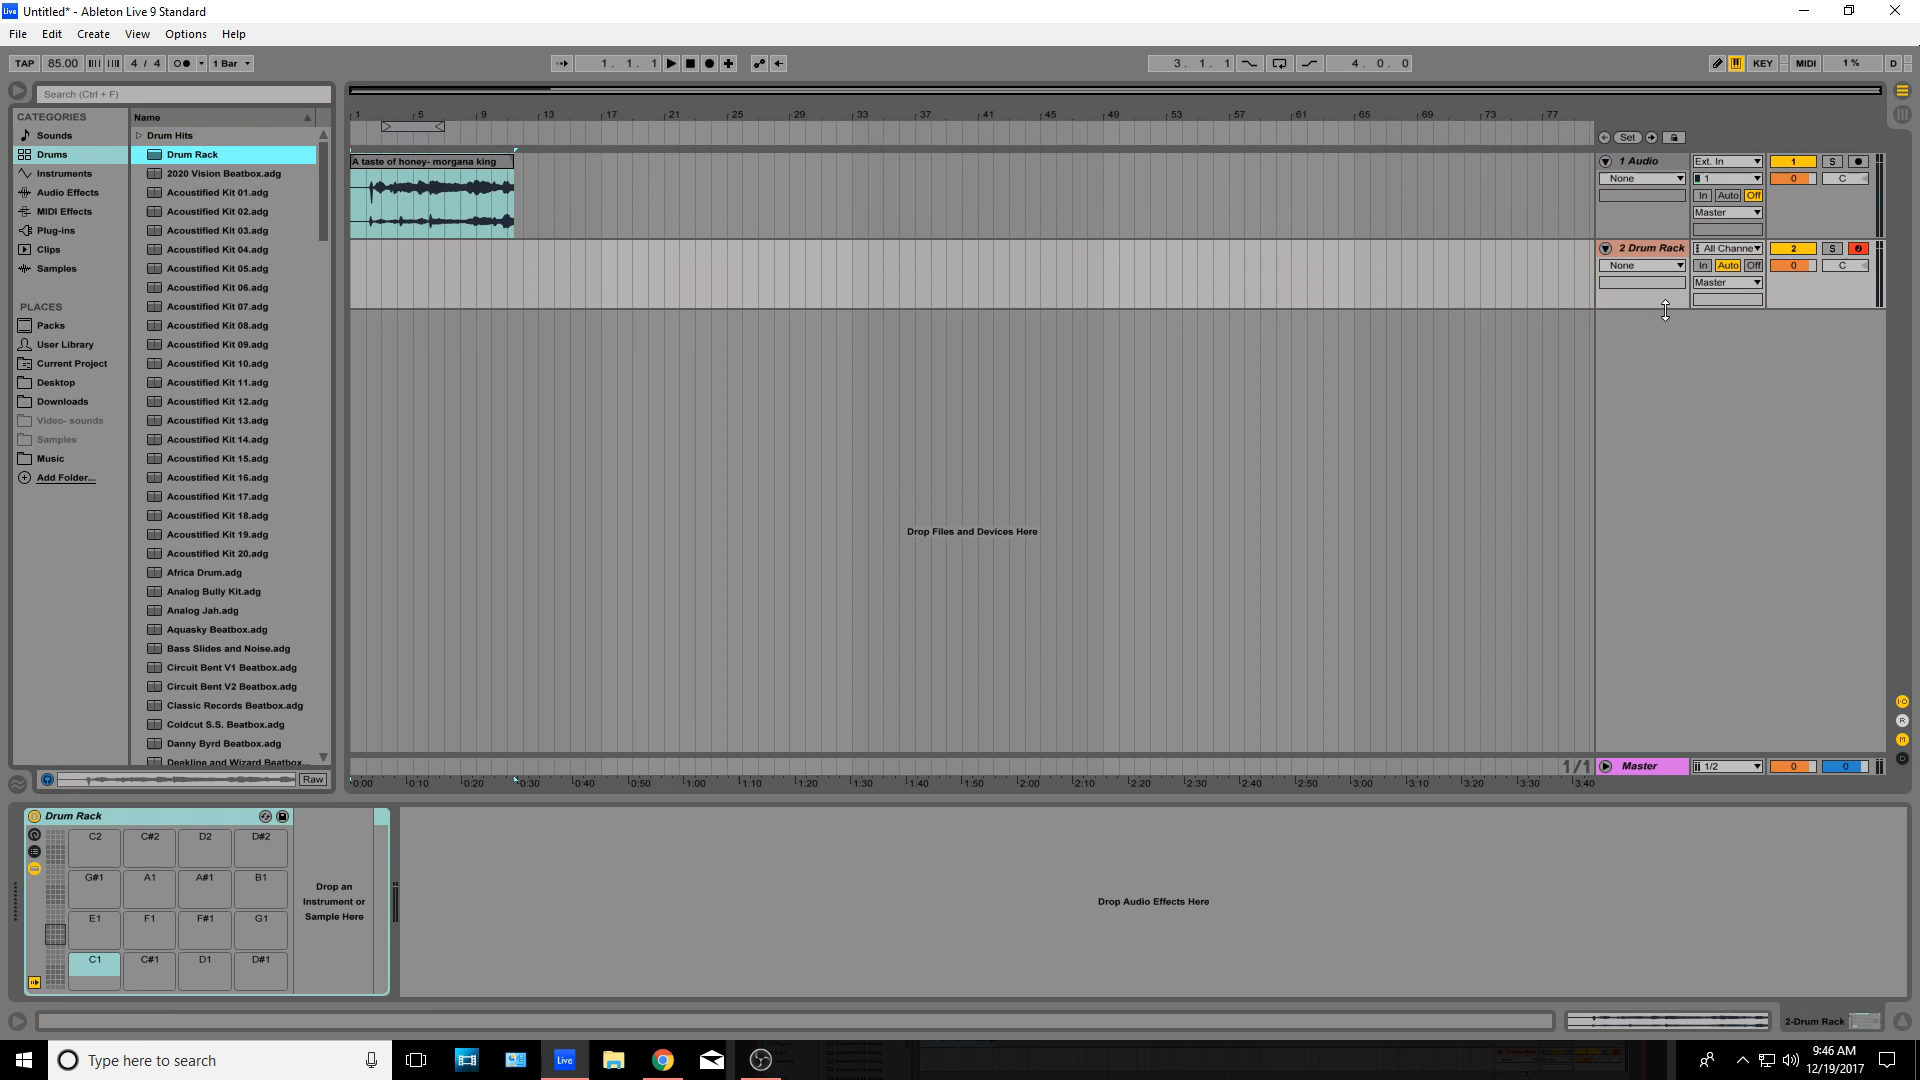 Live Untitled* - Ableton Live 9 Standard
File Edit Create View Options Help
TAP 85.00 4 / 4 1 Bar 1. 1. 1 3. 1. 1 4. 0. 0 KEY MIDI 1 % D
Search (Ctrl + F)
CATEGORIES
Sounds
Drums
Instruments
Audio Effects
MIDI Effects
Plug-ins
Clips
Samples
PLACES
Packs
User Library
Current Project
Desktop
Downloads
Video- sounds
Samples
Music
Add Folder...
Name
Drum Hits
Drum Rack
2020 Vision Beatbox.adg
Acoustified Kit 01.adg
Acoustified Kit 02.adg
Acoustified Kit 03.adg
Acoustified Kit 04.adg
Acoustified Kit 05.adg
Acoustified Kit 06.adg
Acoustified Kit 07.adg
Acoustified Kit 08.adg
Acoustified Kit 09.adg
Acoustified Kit 10.adg
Acoustified Kit 11.adg
Acoustified Kit 12.adg
Acoustified Kit 13.adg
Acoustified Kit 14.adg
Acoustified Kit 15.adg
Acoustified Kit 16.adg
Acoustified Kit 17.adg
Acoustified Kit 18.adg
Acoustified Kit 19.adg
Acoustified Kit 20.adg
Africa Drum.adg
Analog Bully Kit.adg
Analog Jah.adg
Aquasky Beatbox.adg
Bass Slides and Noise.adg
Circuit Bent V1 Beatbox.adg
Circuit Bent V2 Beatbox.adg
Classic Records Beatbox.adg
Coldcut S.S. Beatbox.adg
Danny Byrd Beatbox.adg
Deekline and Wizard Beatbox...
Raw
1 5 9 13 17 21 25 29 33 37 41 45 49 53 57 61 65 69 73 77
Set
A taste of honey- morgana king
1 Audio Ext. In 1 S
None 1 0 C
In Auto Off
Master
2 Drum Rack All Channe 2 S
None In Auto Off 0 C
Master
Drop Files and Devices Here
I·O
R
M
D
1/1 Master 1/2 0 0
0:00 0:10 0:20 0:30 0:40 0:50 1:00 1:10 1:20 1:30 1:40 1:50 2:00 2:10 2:20 2:30 2:40 2:50 3:00 3:10 3:20 3:30 3:40
Drum Rack
C2 C#2 D2 D#2
G#1 A1 A#1 B1
E1 F1 F#1 G1
C1 C#1 D1 D#1
Drop an
Instrument or
Sample Here
Drop Audio Effects Here
2-Drum Rack
Type here to search
Live
9:46 AM
12/19/2017